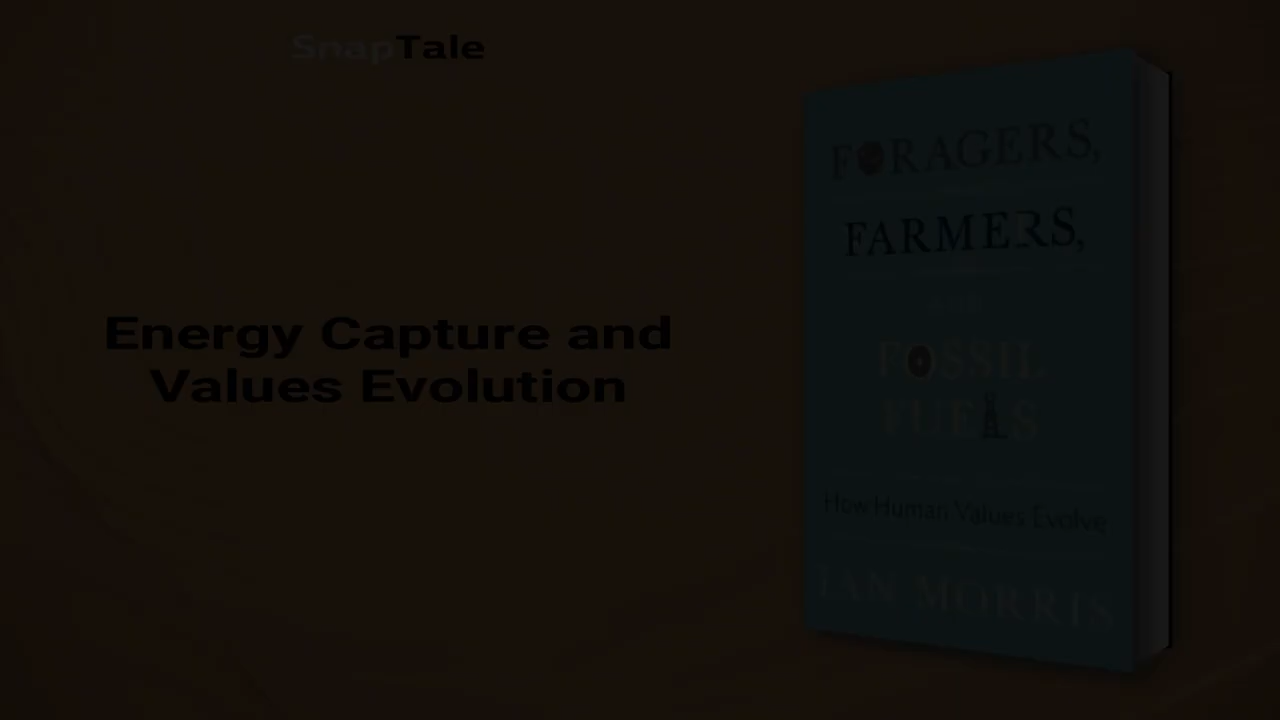 SnapTale
Energy Capture and
Values Evolution
FORAGERS,
FARMERS,
AND
FOSSIL
FUELS
How Human Values Evolve
IAN MORRIS